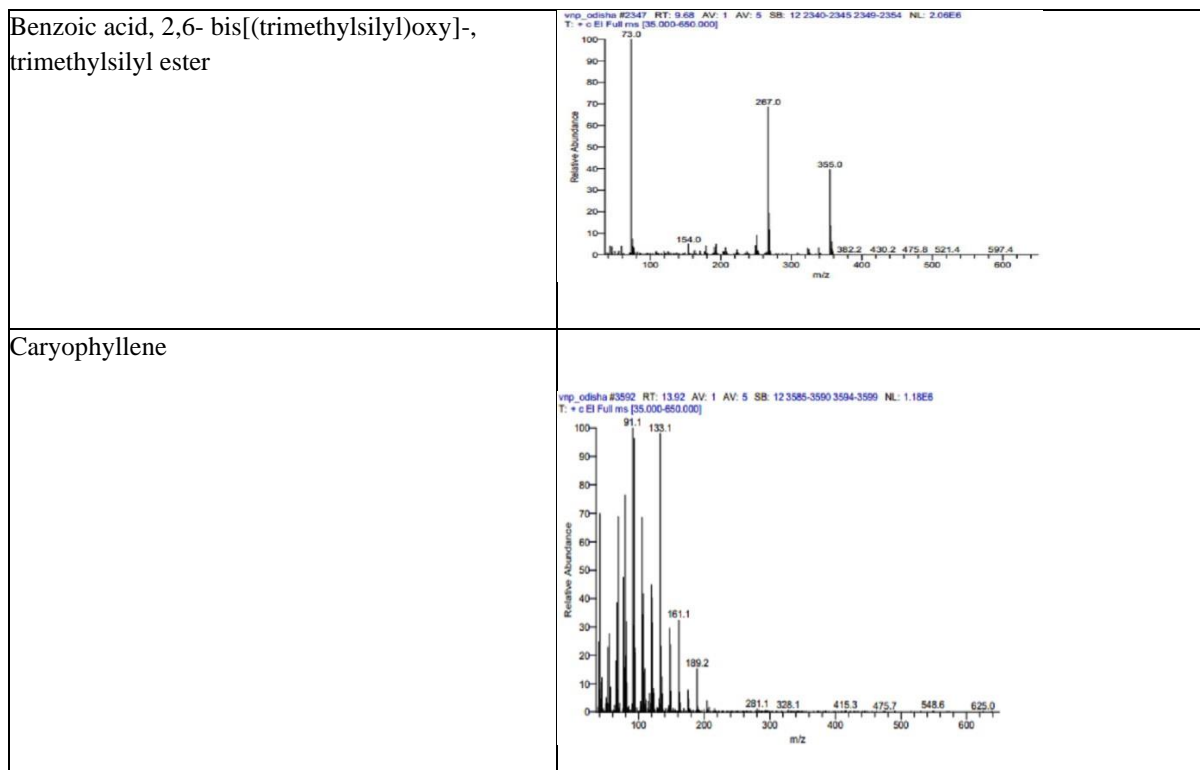 Benzoic acid, 2,6- bis[(trimethylsilyl)oxy]-,
trimethylsilyl ester
vnp_odisha #2347 RT: 9.68 AV: 1 AV: 5 SB: 12 2340-2345 2349-2354 NL: 2.06E6
T: + c EI Full ms [35.000-650.000]
73.0
267.0
355.0
154.0
382.2 430.2 475.8 521.4 597.4
100
90
80
70
60
50
40
30
20
10
0
Relative Abundance
100 200 300 400 500 600
m/z
Caryophyllene
vnp_odisha #3592 RT: 13.92 AV: 1 AV: 5 SB: 12 3585-3590 3594-3599 NL: 1.18E6
T: + c EI Full ms [35.000-650.000]
91.1 133.1
161.1
189.2
281.1 328.1 415.3 475.7 548.6 625.0
100
90
80
70
60
50
40
30
20
10
0
Relative Abundance
100 200 300 400 500 600
m/z